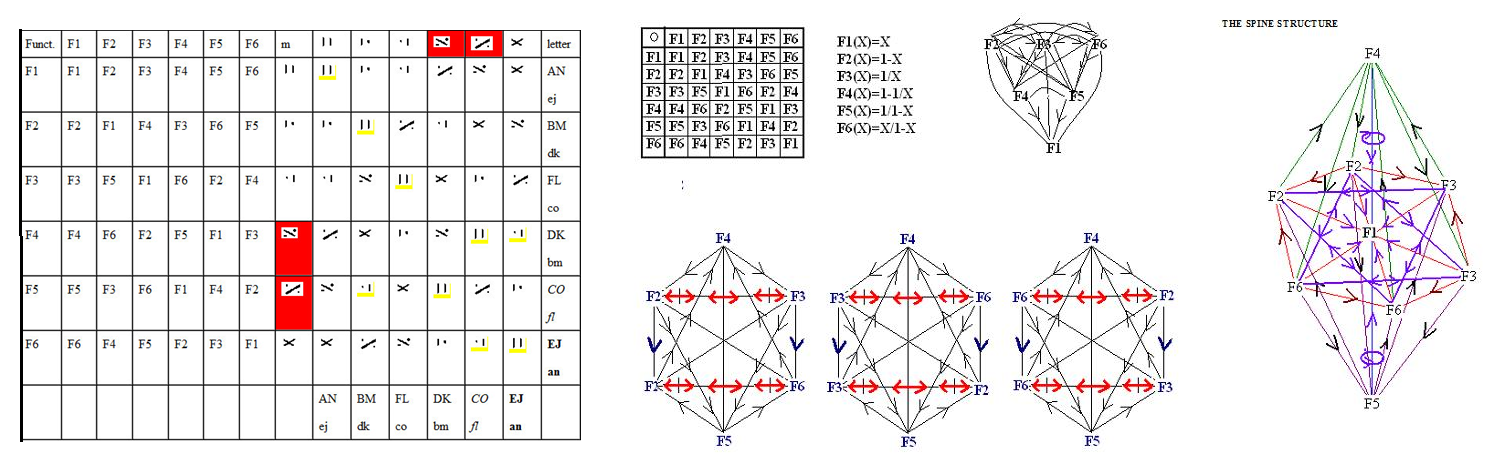 Funct. F1 F2 F3 F4 F5 F6 m letter
F1 F1 F2 F3 F4 F5 F6 AN
ej
F2 F2 F1 F4 F3 F6 F5 BM
dk
F3 F3 F5 F1 F6 F2 F4 FL
co
F4 F4 F6 F2 F5 F1 F3 DK
bm
F5 F5 F3 F6 F1 F4 F2 CO
fl
F6 F6 F4 F5 F2 F3 F1 EJ
an
AN BM FL DK CO EJ
ej dk co bm fl an
O F1 F2 F3 F4 F5 F6
F1 F1 F2 F3 F4 F5 F6
F2 F2 F1 F4 F3 F6 F5
F3 F3 F5 F1 F6 F2 F4
F4 F4 F6 F2 F5 F1 F3
F5 F5 F3 F6 F1 F4 F2
F6 F6 F4 F5 F2 F3 F1
F1(X)=X
F2(X)=1-X
F3(X)=1/X
F4(X)=1-1/X
F5(X)=1/1-X
F6(X)=X/1-X
F2 F3 F6
F4 F5
F1
:
F4 F4 F4
F2 F3 F3 F6 F6 F2
F2 F6 F3 F2 F6 F3
F5 F5 F5
THE SPINE STRUCTURE
F4
F2
F2 F3
F1
F6 F3
F6
F5